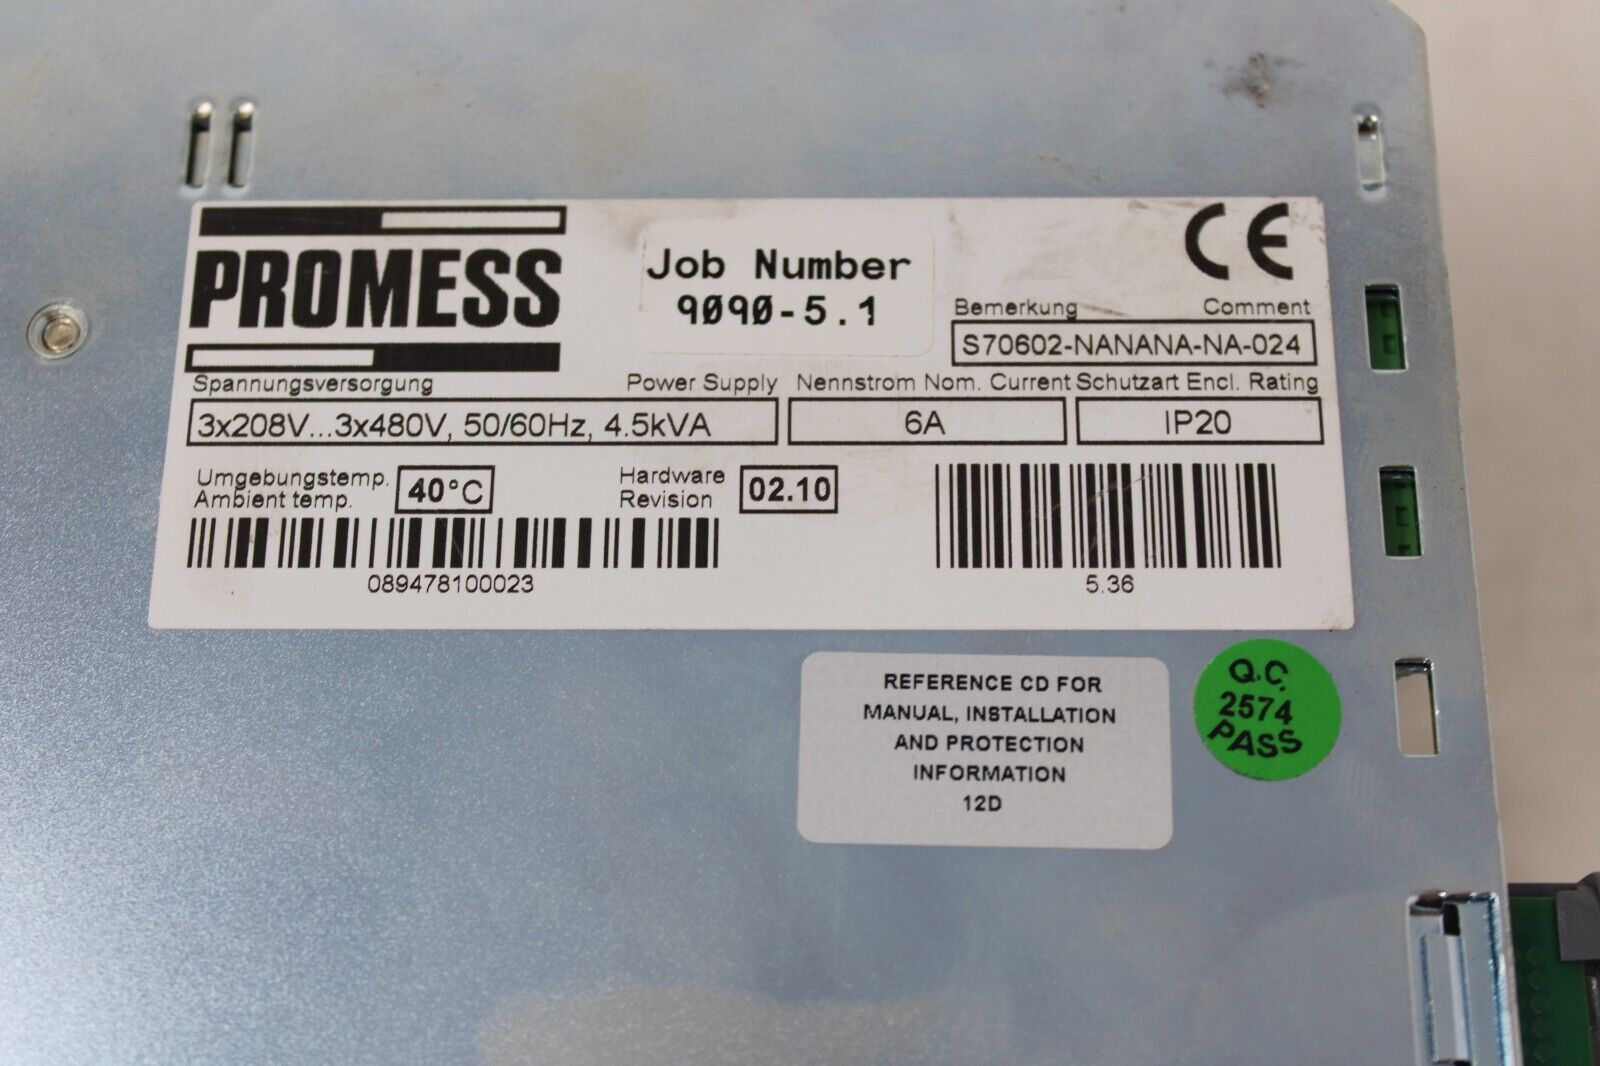 PROMESS
Job Number
9090-5.1
CE
Bemerkung Comment
S70602-NANANA-NA-024
Spannungsversorgung Power Supply Nennstrom Nom. Current Schutzart Encl. Rating
3x208V...3x480V, 50/60Hz, 4.5kVA 6A IP20
Umgebungstemp.
Ambient temp.
40°C
Hardware
Revision
02.10
089478100023
5.36
REFERENCE CD FOR
MANUAL, INSTALLATION
AND PROTECTION
INFORMATION
12D
Q.C.
2574
PASS